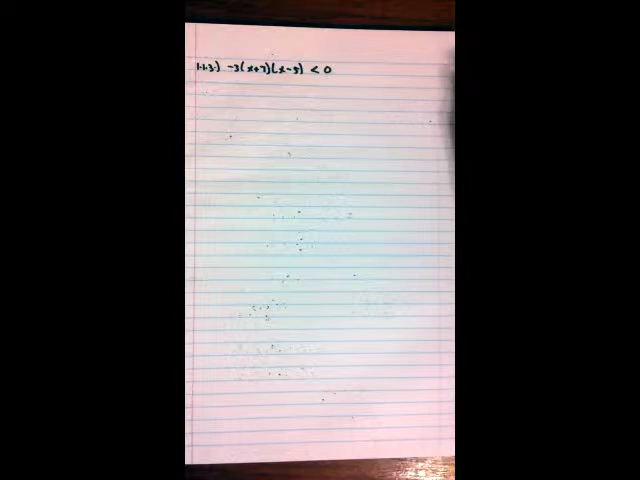 1.1.3.) -3(x+7)(x-5) < 0